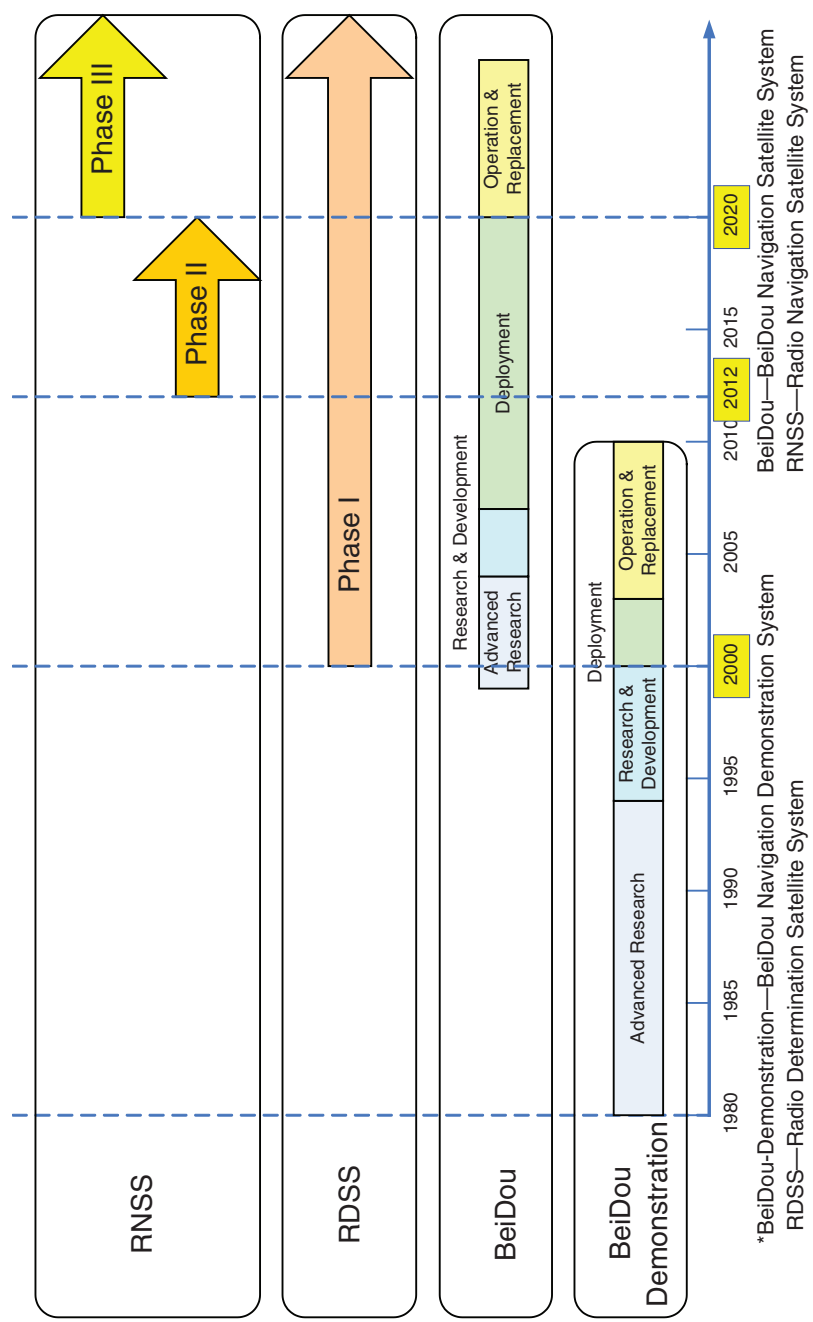 RNSS
Phase II
Phase III
RDSS
Phase I
BeiDou
Research & Development
Advanced
Research
Deployment
Operation &
Replacement
BeiDou
Demonstration
Deployment
Advanced Research
Research &
Development
Operation &
Replacement
1980
1985
1990
1995
2000
2005
2010
2012
2015
2020
*BeiDou-Demonstration—BeiDou Navigation Demonstration System
BeiDou—BeiDou Navigation Satellite System
RDSS—Radio Determination Satellite System
RNSS—Radio Navigation Satellite System